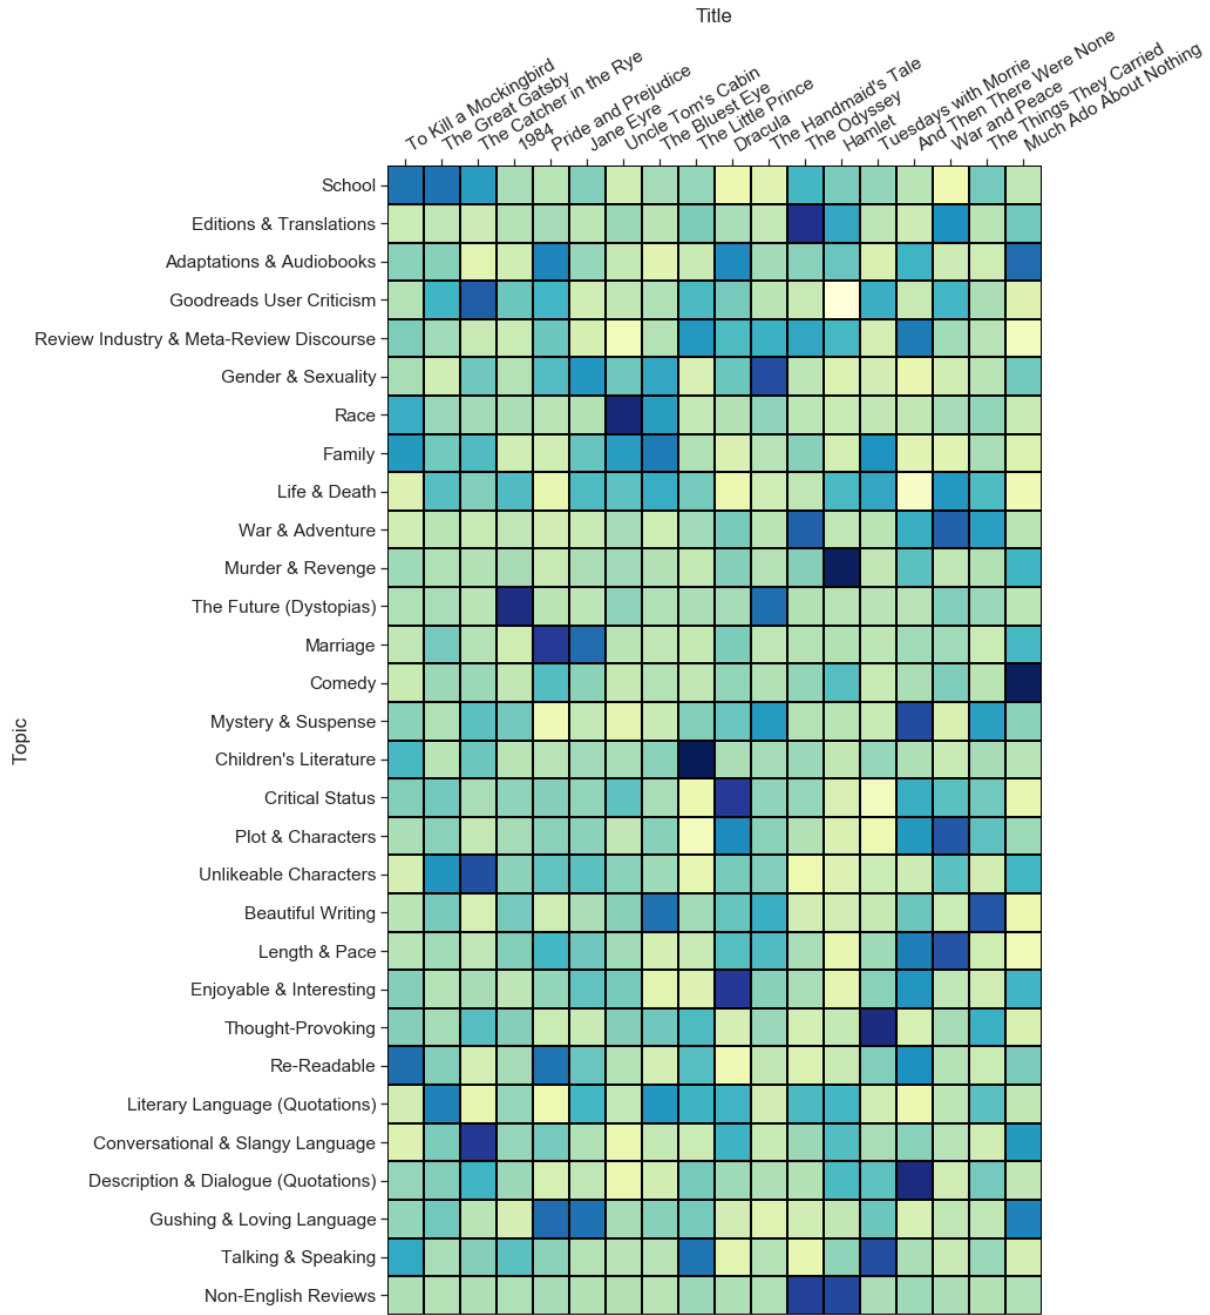 Title
To Kill a Mockingbird
The Great Gatsby
The Catcher in the Rye
1984
Pride and Prejudice
Jane Eyre
Uncle Tom's Cabin
The Bluest Eye
The Little Prince
Dracula
The Handmaid's Tale
The Odyssey
Hamlet
Tuesdays with Morrie
And Then There Were None
War and Peace
The Things They Carried
Much Ado About Nothing
Topic
School
Editions & Translations
Adaptations & Audiobooks
Goodreads User Criticism
Review Industry & Meta-Review Discourse
Gender & Sexuality
Race
Family
Life & Death
War & Adventure
Murder & Revenge
The Future (Dystopias)
Marriage
Comedy
Mystery & Suspense
Children's Literature
Critical Status
Plot & Characters
Unlikeable Characters
Beautiful Writing
Length & Pace
Enjoyable & Interesting
Thought-Provoking
Re-Readable
Literary Language (Quotations)
Conversational & Slangy Language
Description & Dialogue (Quotations)
Gushing & Loving Language
Talking & Speaking
Non-English Reviews